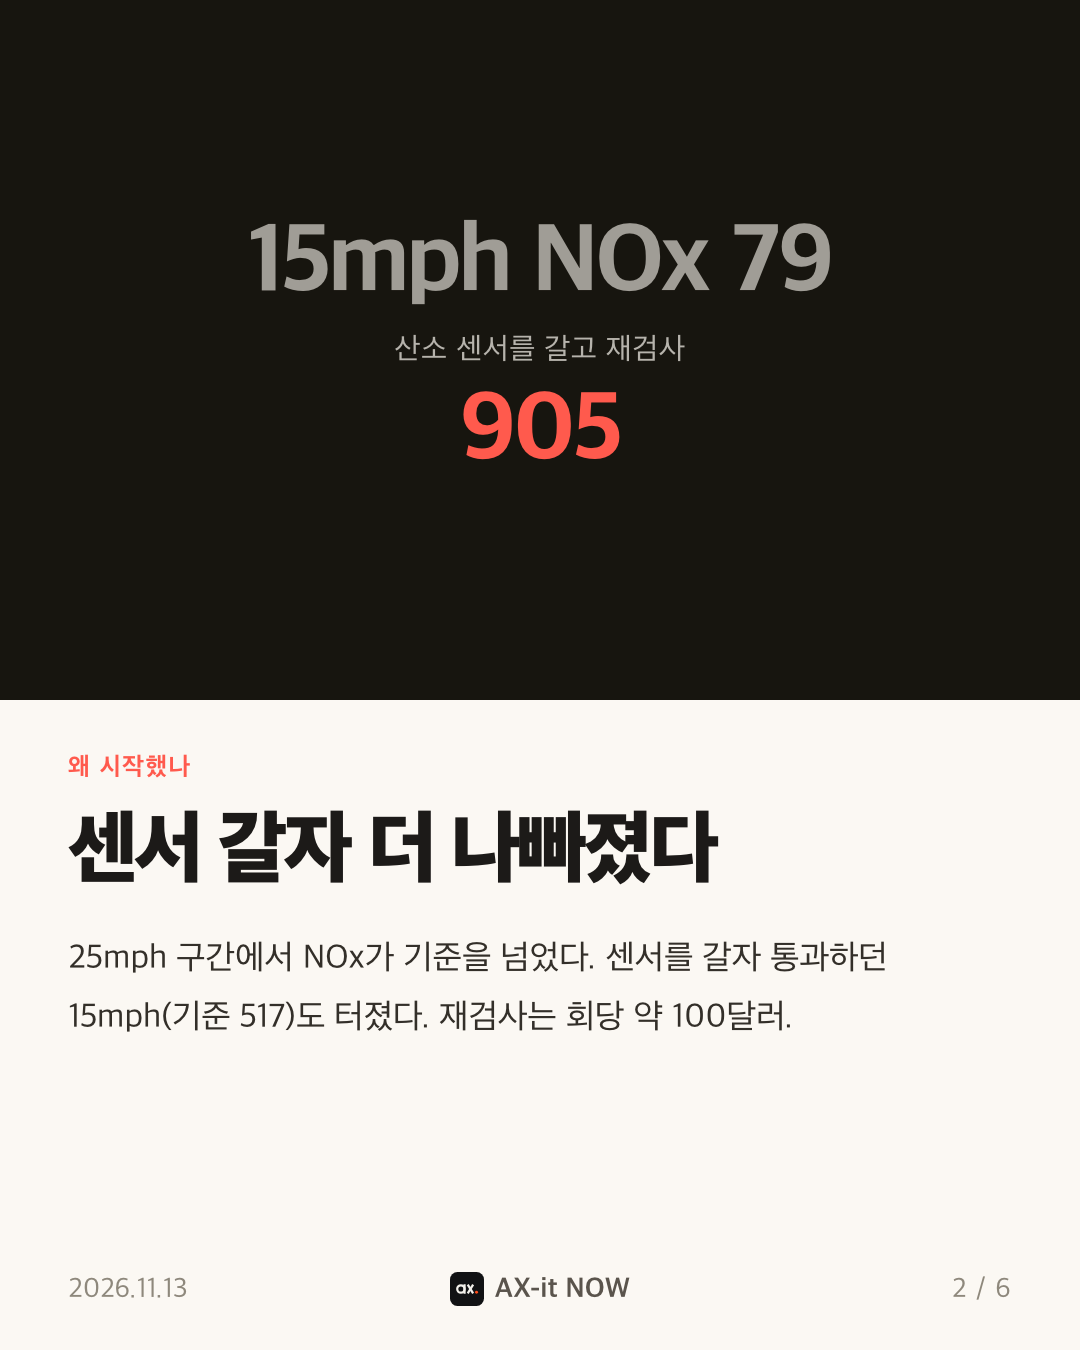 15mph NOx 79
산소 센서를 갈고 재검사
905
왜 시작했나
센서 갈자 더 나빠졌다
25mph 구간에서 NOx가 기준을 넘었다. 센서를 갈자 통과하던
15mph(기준 517)도 터졌다. 재검사는 회당 약 100달러.
2026.11.13
ax.
AX-it NOW
2 / 6